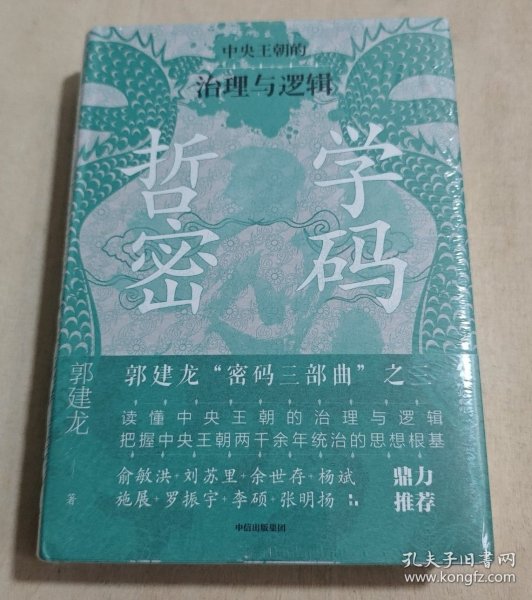 中央王朝的
治理与逻辑
哲学
密码
郭建龙“密码三部曲”之三
郭建龙
著
读懂中央王朝的治理与逻辑
把握中央王朝两千余年统治的思想根基
俞敏洪+刘苏里+余世存+杨斌
施展+罗振宇+李硕+张明扬
鼎力
推荐
中信出版集团
孔夫子旧书网
www.kongfz.com